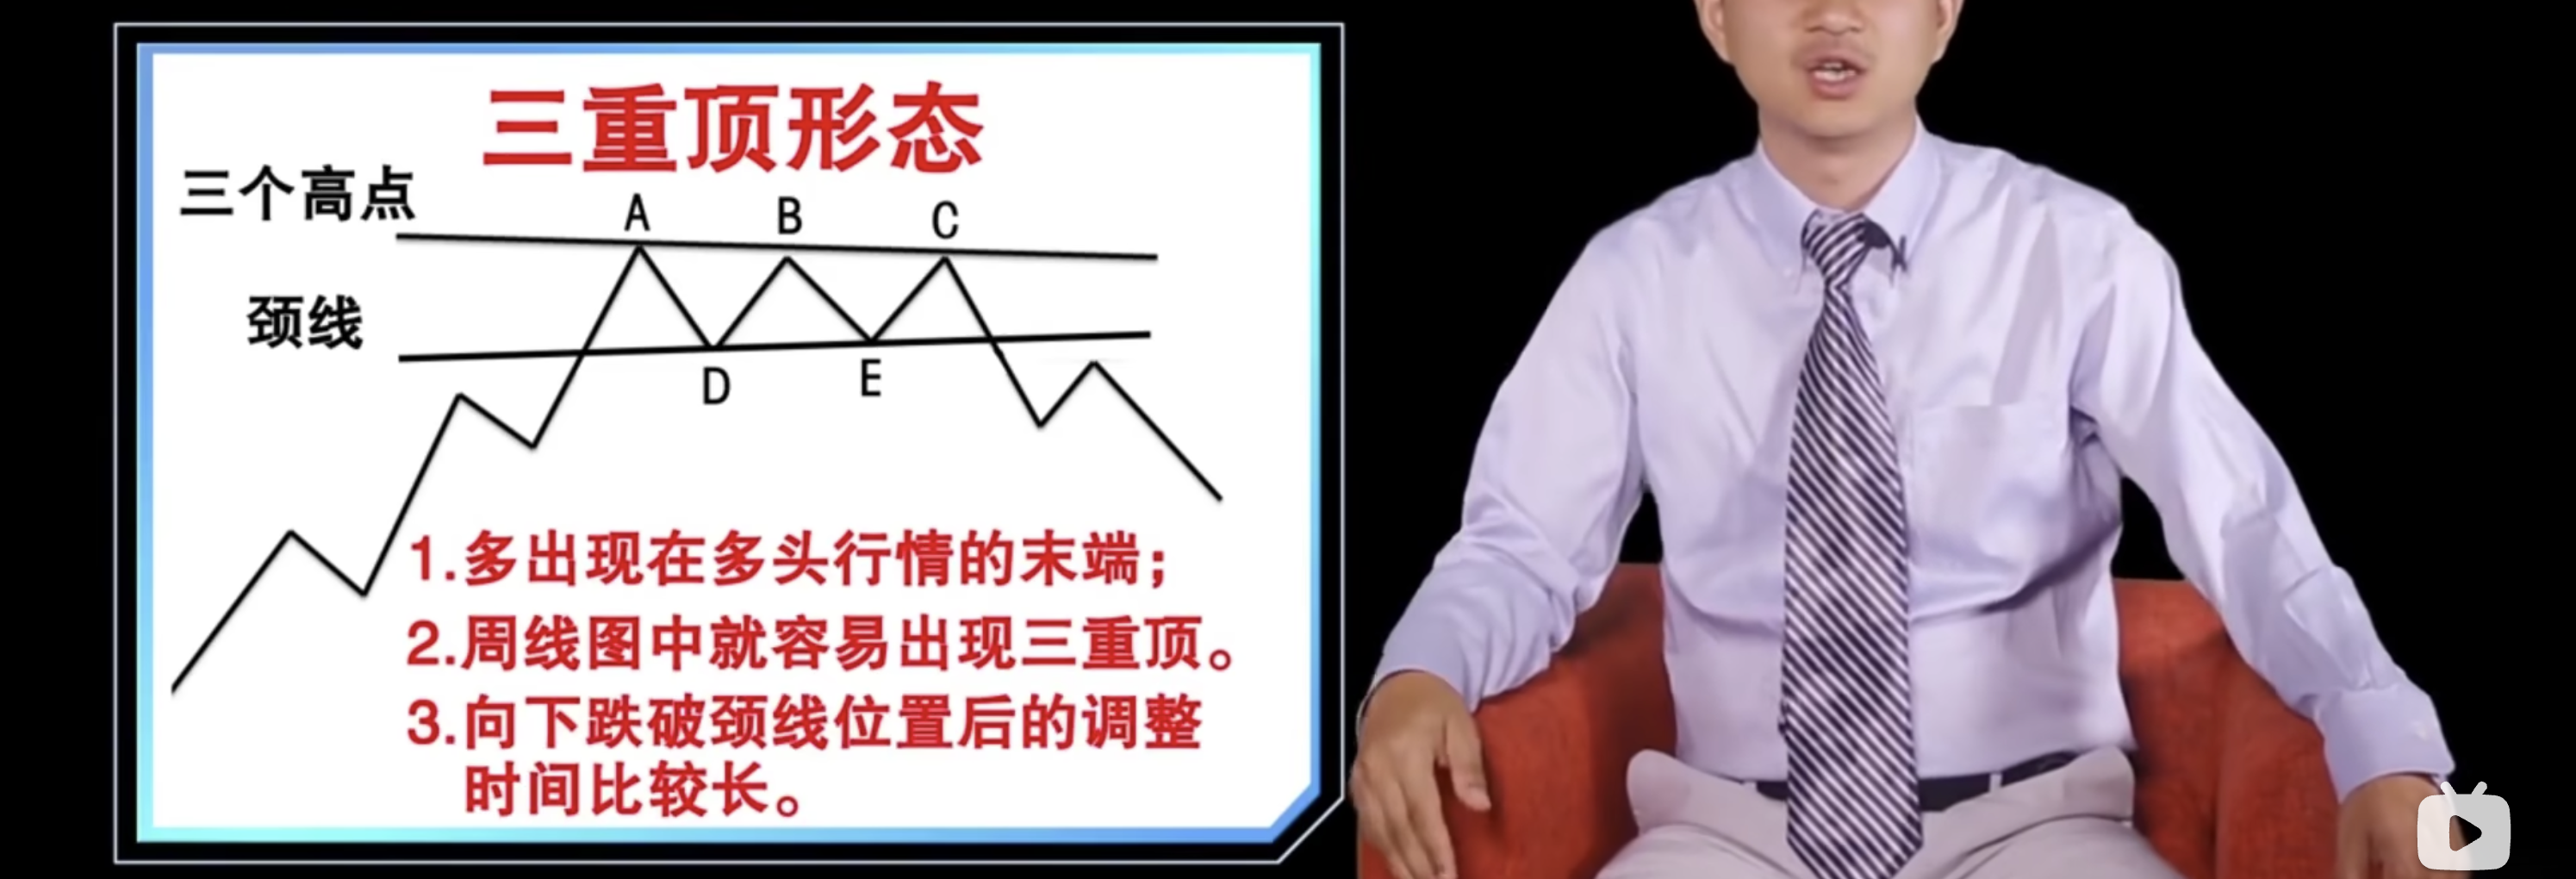 三重顶形态
三个高点
A B C
颈线
D E
1.多出现在多头行情的末端；
2.周线图中就容易出现三重顶。
3.向下跌破颈线位置后的调整
时间比较长。